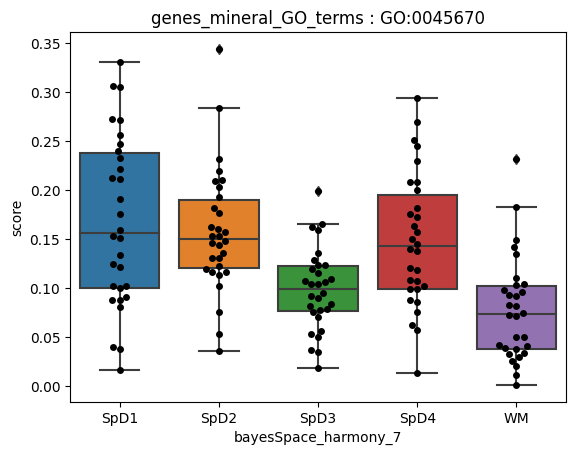 genes_mineral_GO_terms : GO:0045670
0.35
0.30
0.25
0.20
0.15
0.10
0.05
0.00
score
SpD1 SpD2 SpD3 SpD4 WM
bayesSpace_harmony_7